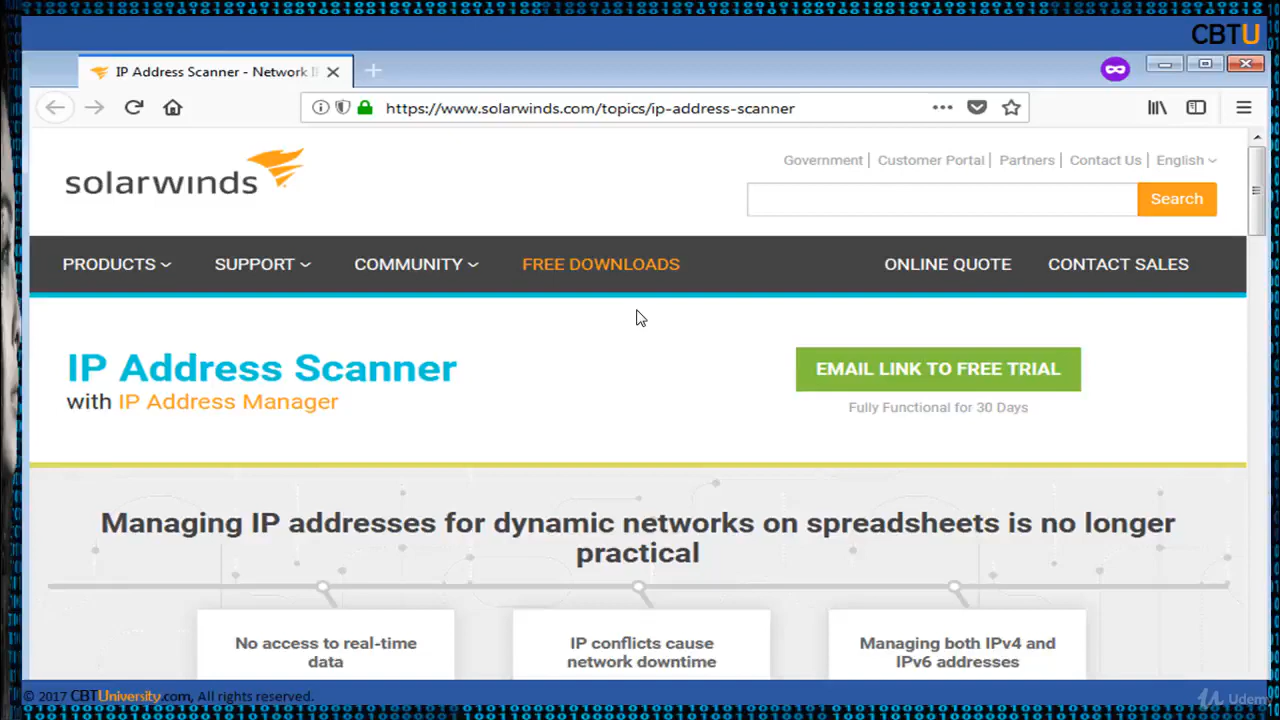 CBTU
IP Address Scanner - Network I
https://www.solarwinds.com/topics/ip-address-scanner
solarwinds
Government | Customer Portal | Partners | Contact Us | English
Search
PRODUCTS SUPPORT COMMUNITY FREE DOWNLOADS ONLINE QUOTE CONTACT SALES
IP Address Scanner
with IP Address Manager
EMAIL LINK TO FREE TRIAL
Fully Functional for 30 Days
Managing IP addresses for dynamic networks on spreadsheets is no longer
practical
No access to real-time
data
IP conflicts cause
network downtime
Managing both IPv4 and
IPv6 addresses
© 2017 CBTUniversity.com, All rights reserved.
Udemy